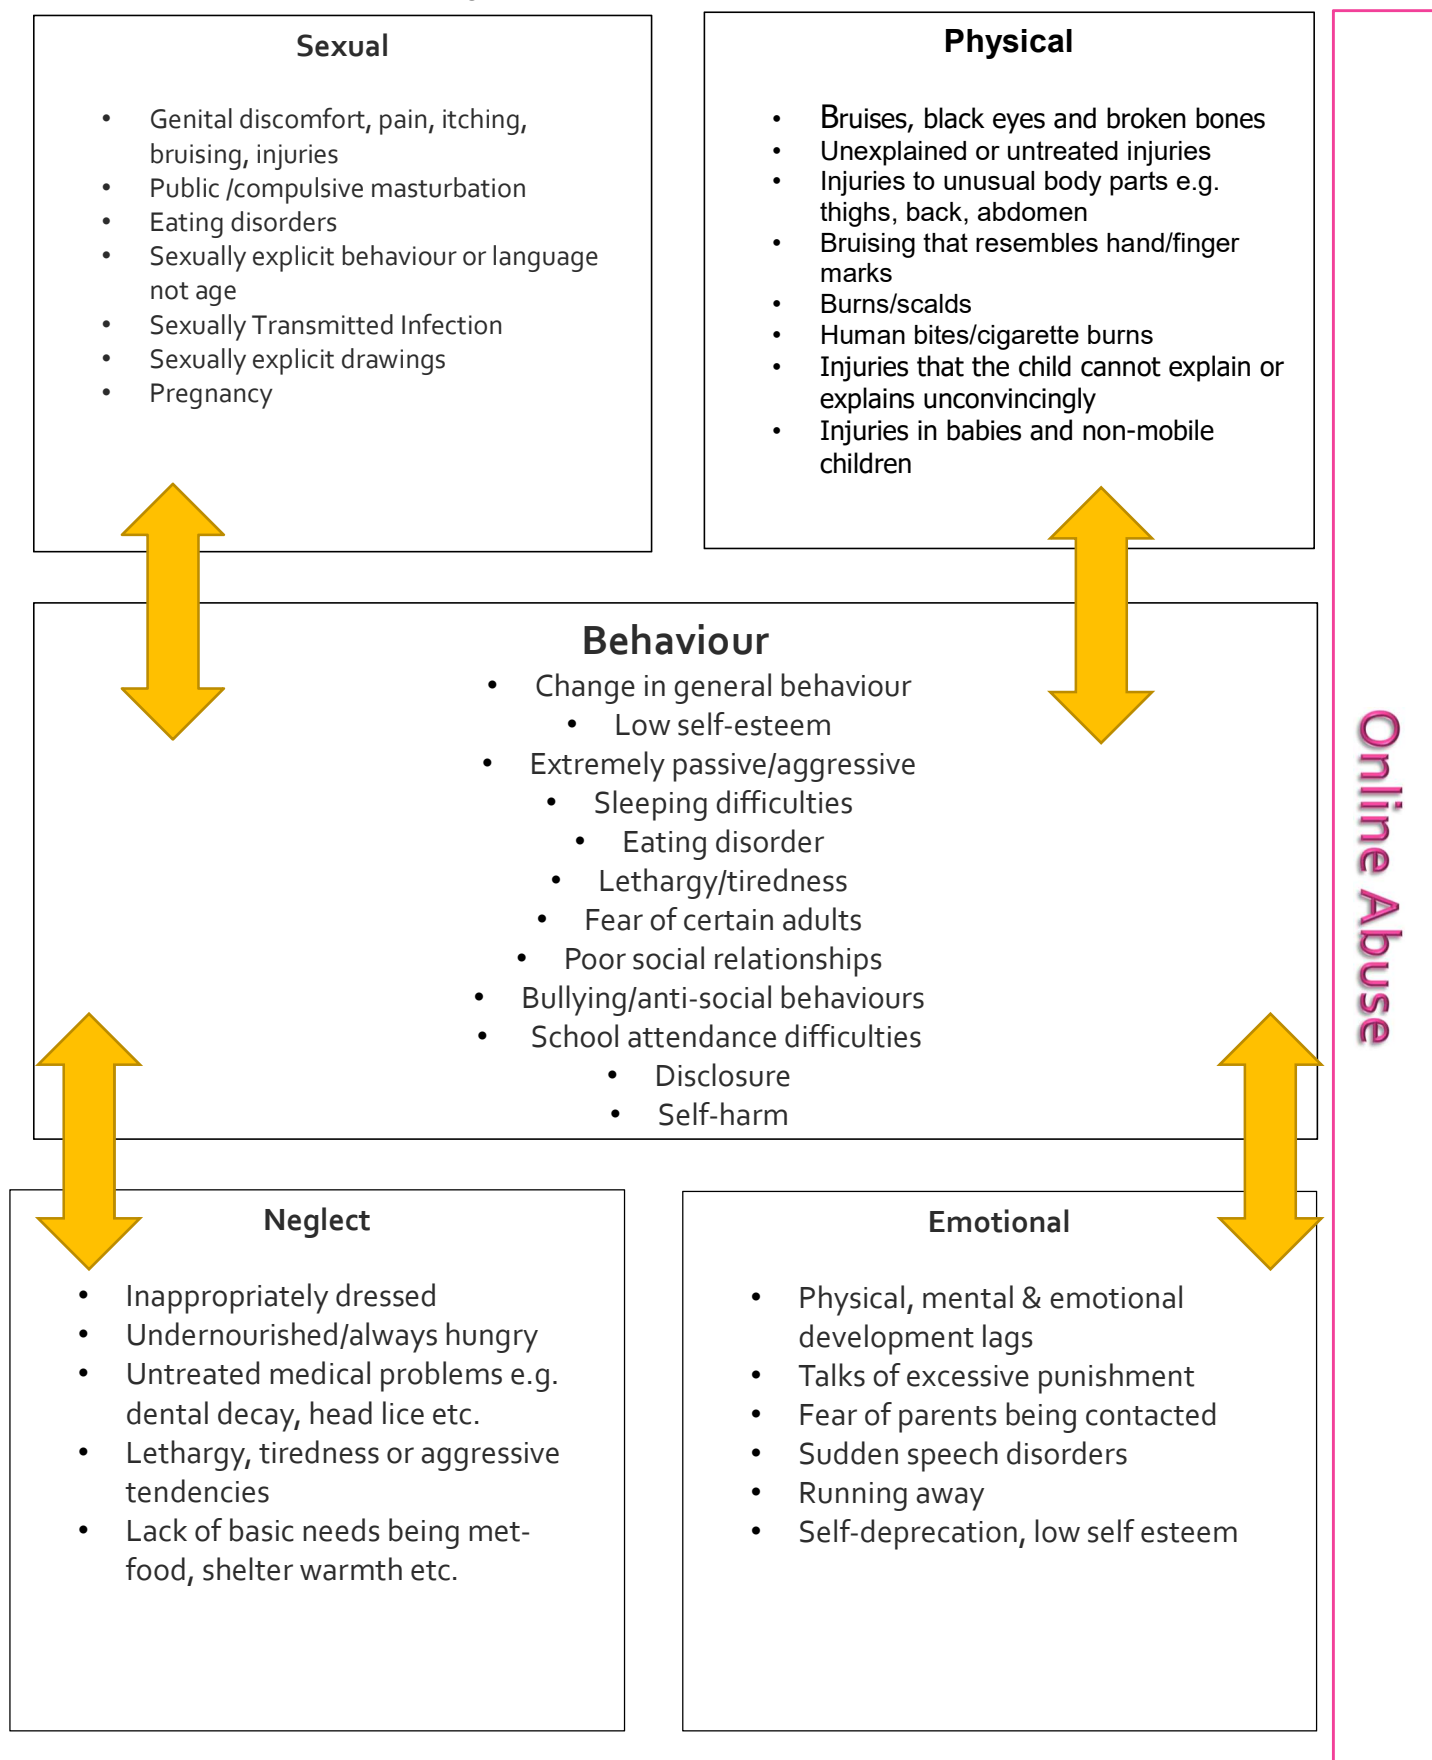 Sexual
• Genital discomfort, pain, itching,
bruising, injuries
• Public /compulsive masturbation
• Eating disorders
• Sexually explicit behaviour or language
not age
• Sexually Transmitted Infection
• Sexually explicit drawings
• Pregnancy
Physical
• Bruises, black eyes and broken bones
• Unexplained or untreated injuries
• Injuries to unusual body parts e.g.
thighs, back, abdomen
• Bruising that resembles hand/finger
marks
• Burns/scalds
• Human bites/cigarette burns
• Injuries that the child cannot explain or
explains unconvincingly
• Injuries in babies and non-mobile
children
Behaviour
• Change in general behaviour
• Low self-esteem
• Extremely passive/aggressive
• Sleeping difficulties
• Eating disorder
• Lethargy/tiredness
• Fear of certain adults
• Poor social relationships
• Bullying/anti-social behaviours
• School attendance difficulties
• Disclosure
• Self-harm
Neglect
• Inappropriately dressed
• Undernourished/always hungry
• Untreated medical problems e.g.
dental decay, head lice etc.
• Lethargy, tiredness or aggressive
tendencies
• Lack of basic needs being met-
food, shelter warmth etc.
Emotional
• Physical, mental & emotional
development lags
• Talks of excessive punishment
• Fear of parents being contacted
• Sudden speech disorders
• Running away
• Self-deprecation, low self esteem
Online Abuse